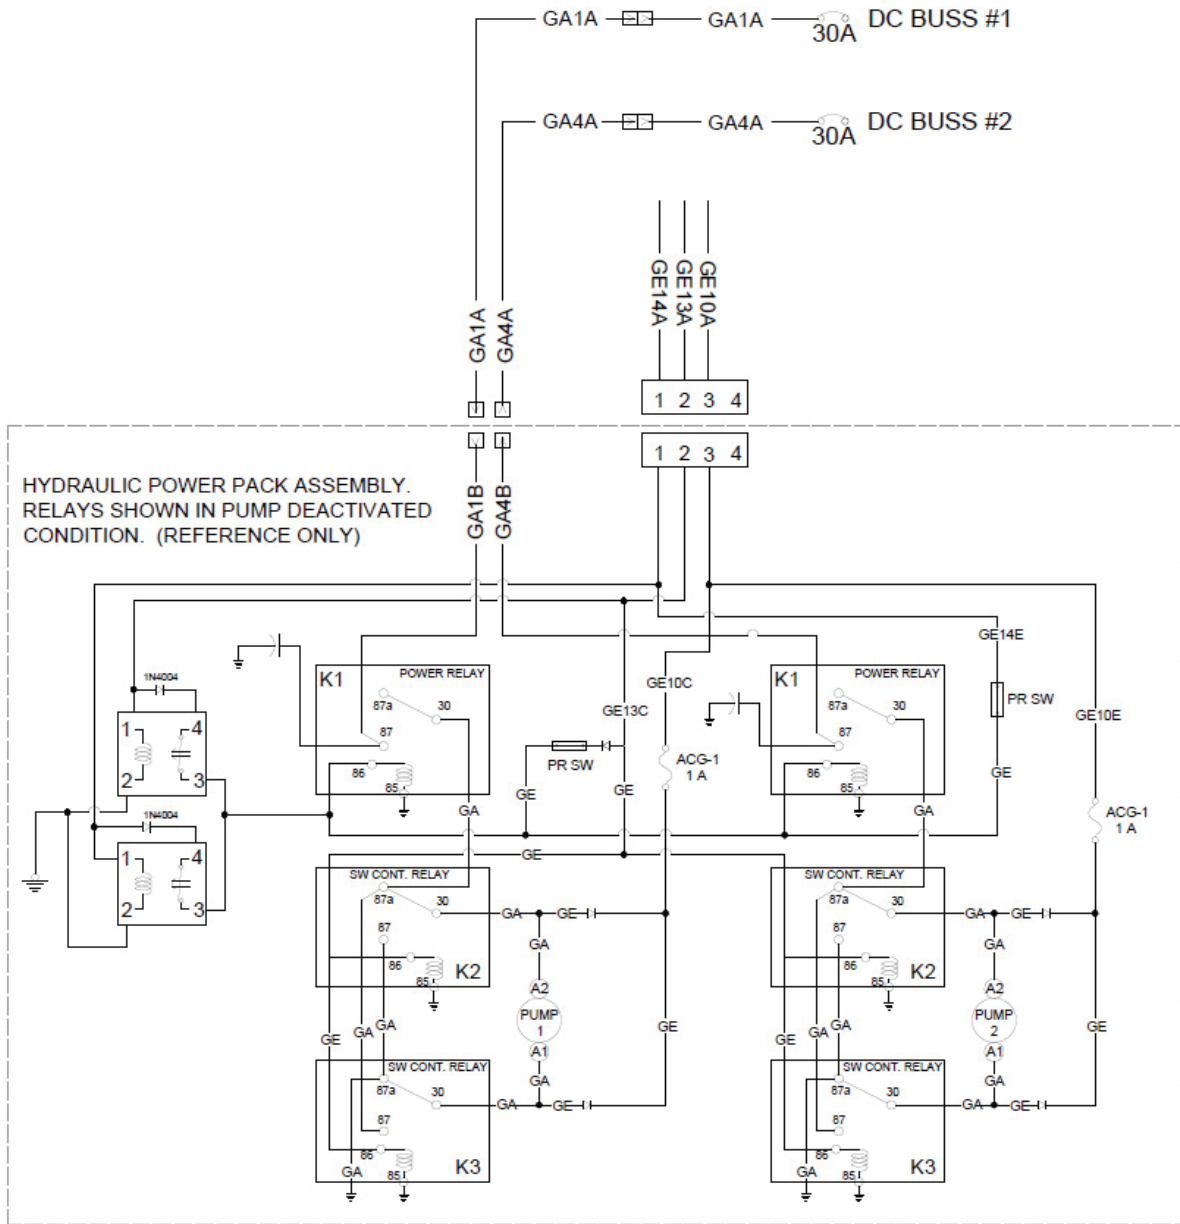 GA1A GA1A 30A DC BUSS #1
GA4A GA4A 30A DC BUSS #2
GA1A GA4A GE14A GE13A GE10A
1 2 3 4
1 2 3 4
HYDRAULIC POWER PACK ASSEMBLY.
RELAYS SHOWN IN PUMP DEACTIVATED
CONDITION. (REFERENCE ONLY)
GA1B GA4B
GE14E
K1 POWER RELAY
87a 30
87
86
85
GE13C
GE10C
K1 POWER RELAY
87a 30
87
86
85
PR SW
GE10E
1N4004
1 4
2 3
PR SW
ACG-1
1 A
GE
GE
GE
GA
GA
ACG-1
1 A
1N4004
1 4
2 3
GE
SW CONT. RELAY
87a 30
87
86
85
K2
GA GE
GA
A2
PUMP
1
A1
GA
GA GE
GE
GE
GA
GA
SW CONT. RELAY
87a 30
87
86
85
K3
GA
SW CONT. RELAY
87a 30
87
86
85
K2
GA GE
GA
A2
PUMP
2
A1
GA
GA GE
GE
GE
GA
GA
SW CONT. RELAY
87a 30
87
86
85
K3
GA